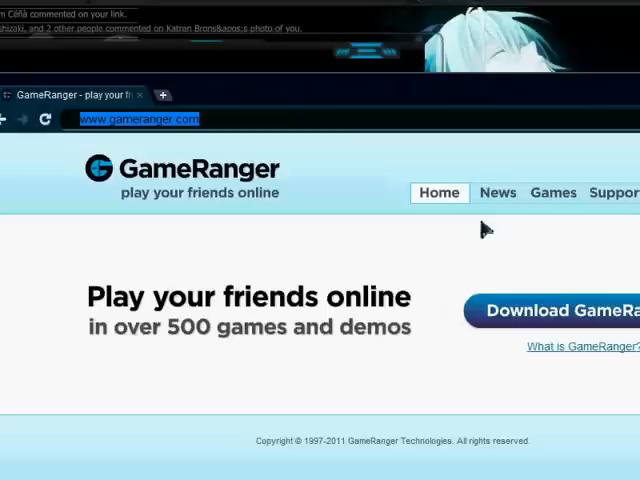 commented on your link.
and 2 other people commented on Katran Brons&apos;s photo of you.
GameRanger - play your fr
www.gameranger.com
GameRanger
play your friends online
Home News Games Suppor
Play your friends online
in over 500 games and demos
Download GameRa
What is GameRanger?
Copyright © 1997-2011 GameRanger Technologies. All rights reserved.